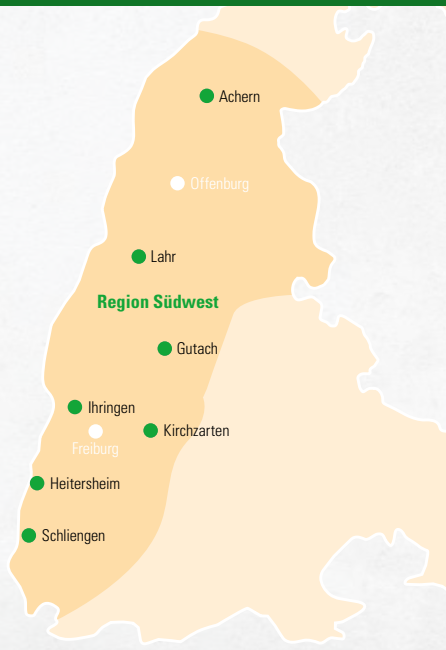 Achern
Offenburg
Lahr
Region Südwest
Gutach
Ihringen
Kirchzarten
Freiburg
Heitersheim
Schliengen